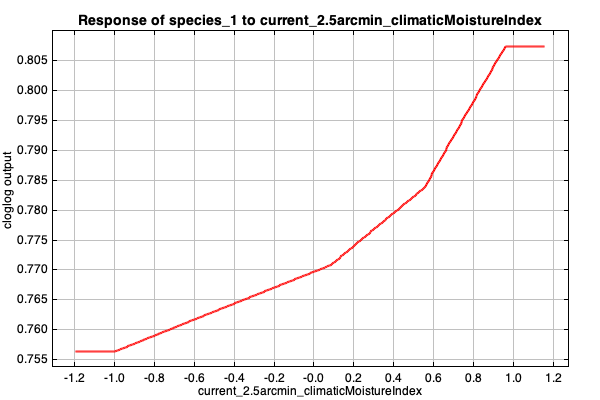 Response of species_1 to current_2.5arcmin_climaticMoistureIndex
0.805
0.800
0.795
0.790
0.785
0.780
0.775
0.770
0.765
0.760
0.755
cloglog output
-1.2 -1.0 -0.8 -0.6 -0.4 -0.2 -0.0 0.2 0.4 0.6 0.8 1.0 1.2
current_2.5arcmin_climaticMoistureIndex